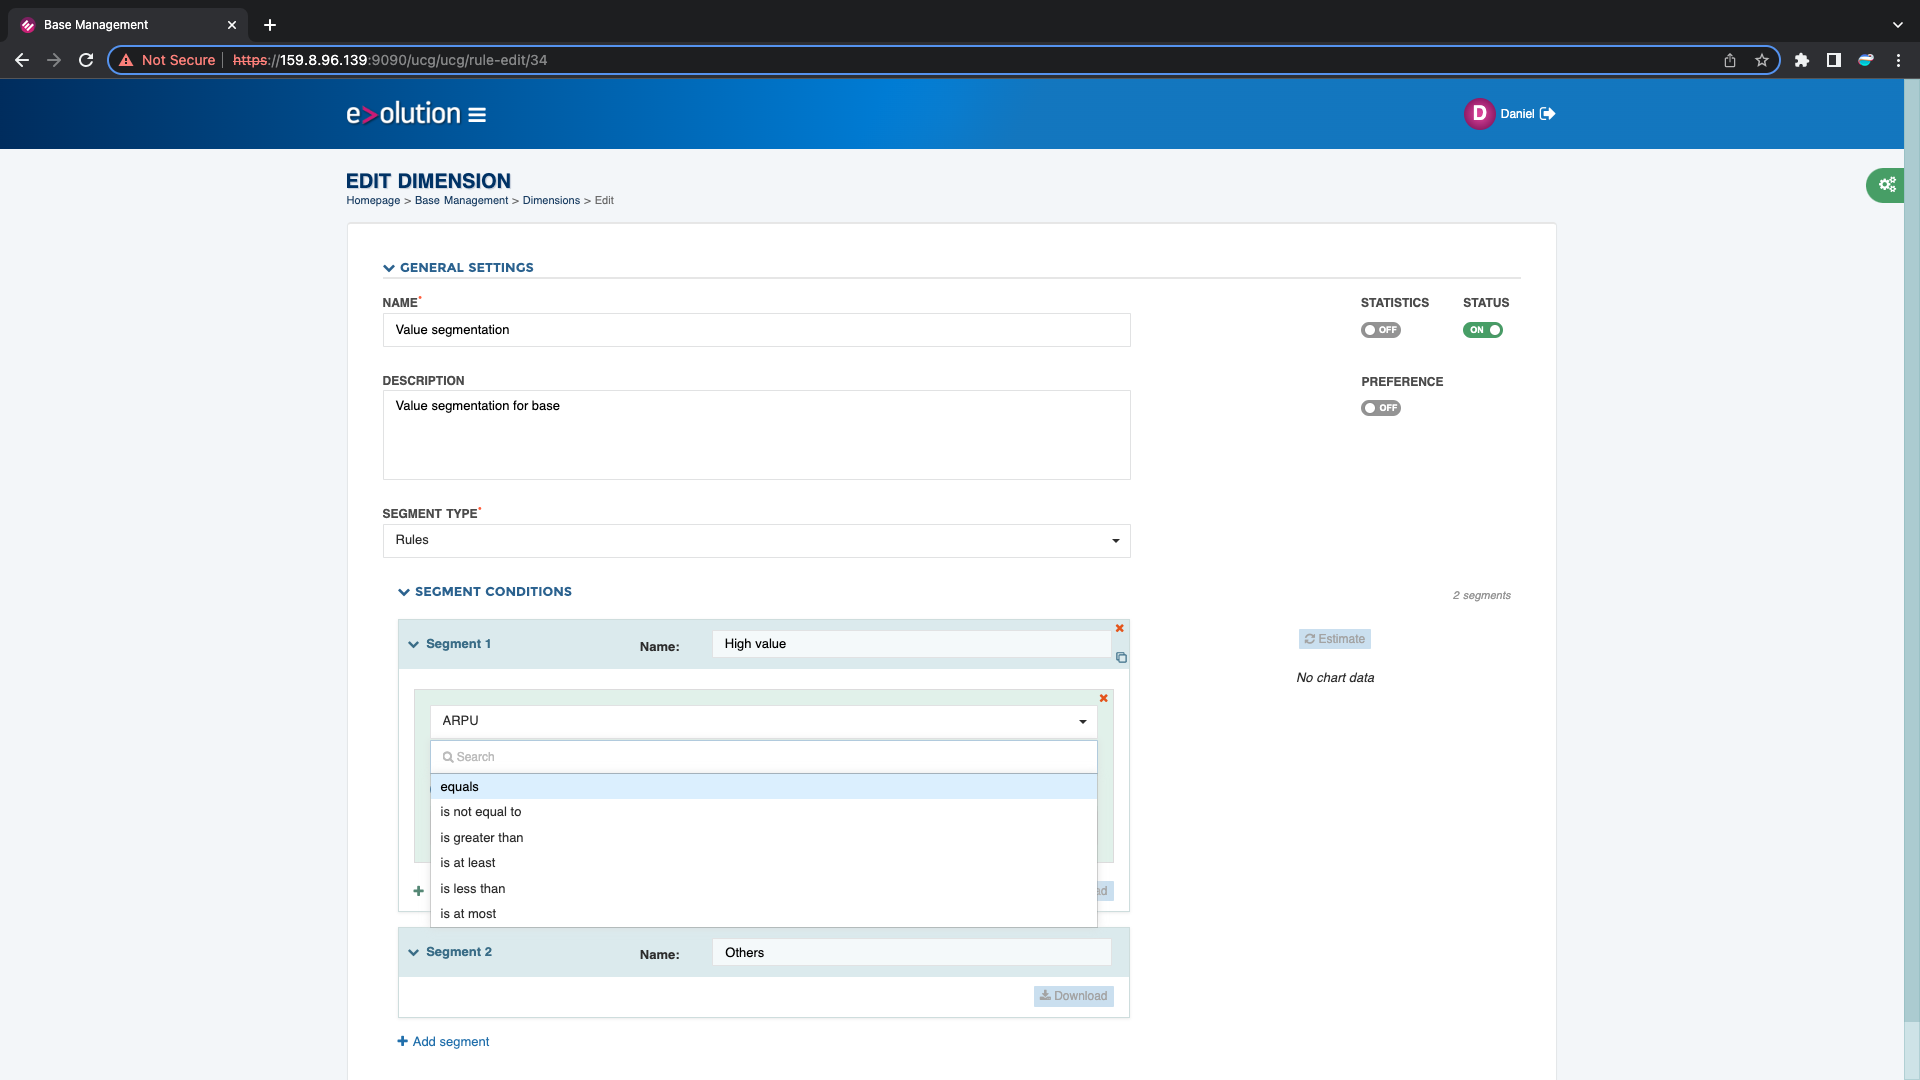 Base Management
Not Secure
https://159.8.96.139:9090/ucg/ucg/rule-edit/34
e>olution
D
Daniel
EDIT DIMENSION
Homepage > Base Management > Dimensions > Edit
GENERAL SETTINGS
NAME*
STATISTICS
STATUS
Value segmentation
OFF
ON
DESCRIPTION
PREFERENCE
Value segmentation for base
OFF
SEGMENT TYPE*
Rules
SEGMENT CONDITIONS
2 segments
Segment 1
Name:
High value
Estimate
No chart data
ARPU
Search
equals
is not equal to
is greater than
is at least
is less than
is at most
Segment 2
Name:
Others
Download
Add segment